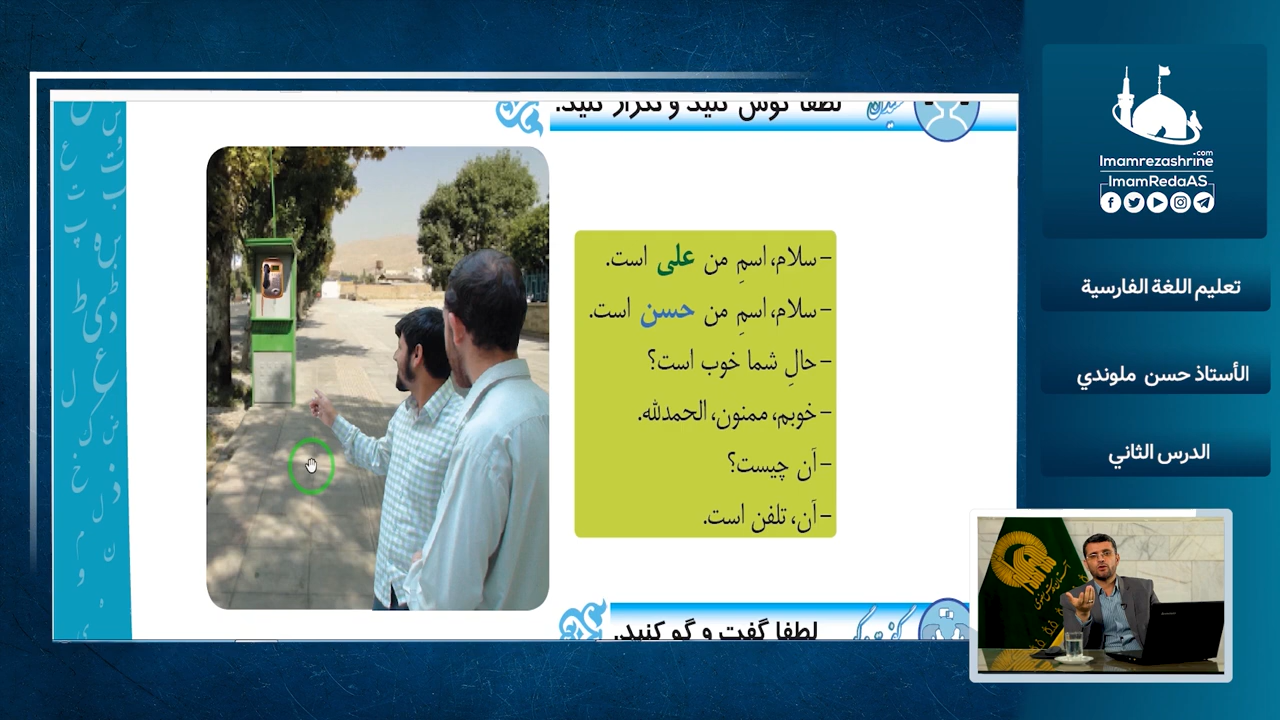 لطفا گوش کنید و تکرار کنید.
– سلام، اسمِ من علی است.
– سلام، اسمِ من حسن است.
– حالِ شما خوب است؟
– خوبم، ممنون، الحمدلله.
– آن چیست؟
– آن، تلفن است.
لطفا گفت و گو کنید.
گفت و گو
Imamrezashrine
.com
ImamRedaAS
تعليم اللغة الفارسية
الأستاذ حسن ملوندي
الدرس الثاني